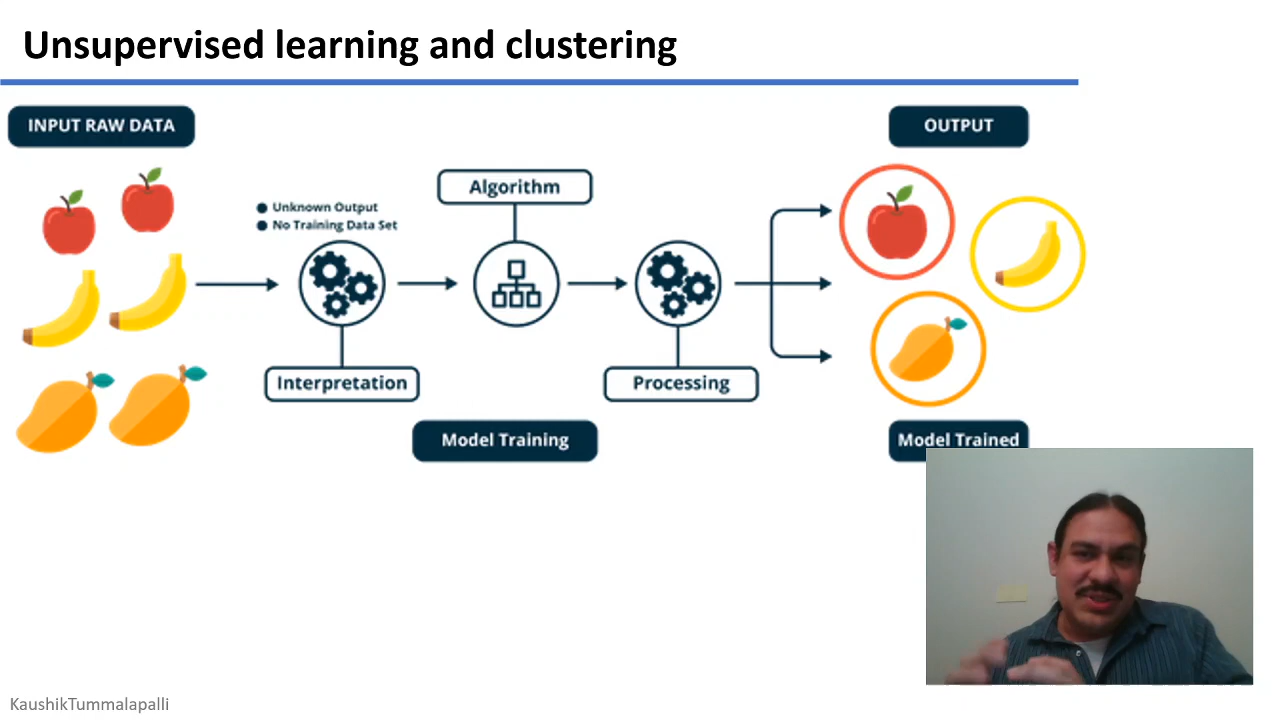 Unsupervised learning and clustering
INPUT RAW DATA
OUTPUT
Algorithm
Unknown Output
No Training Data Set
Interpretation
Processing
Model Training
Model Trained
KaushikTummalapalli